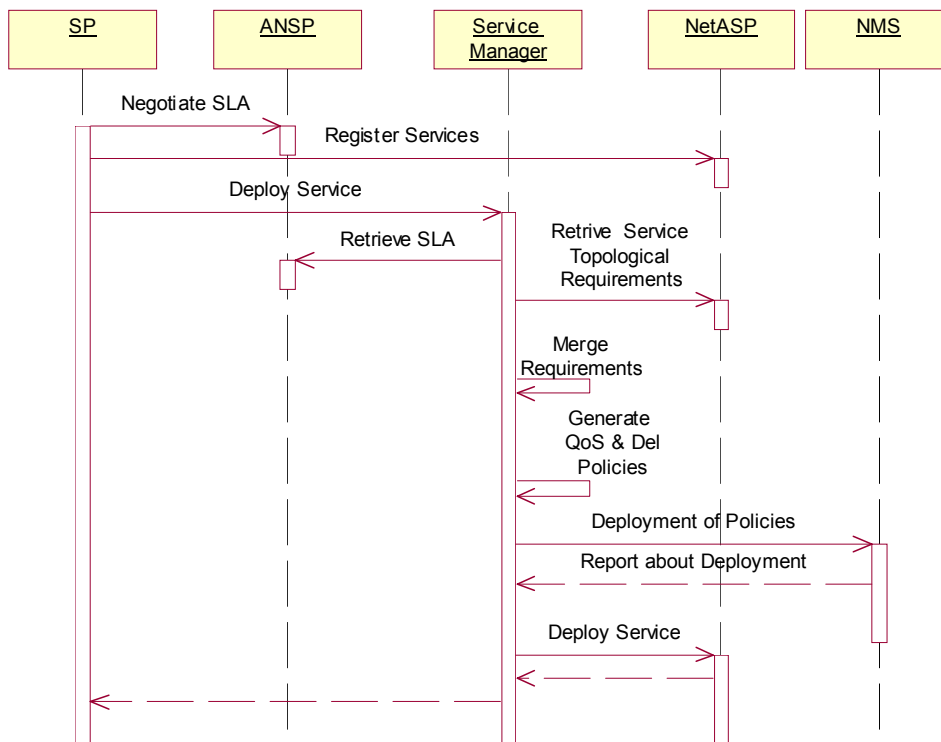 SP
ANSP
Service
Manager
NetASP
NMS
Negotiate SLA
Register Services
Deploy Service
Retrieve SLA
Retrive Service
Topological
Requirements
Merge
Requirements
Generate
QoS & Del
Policies
Deployment of Policies
Report about Deployment
Deploy Service